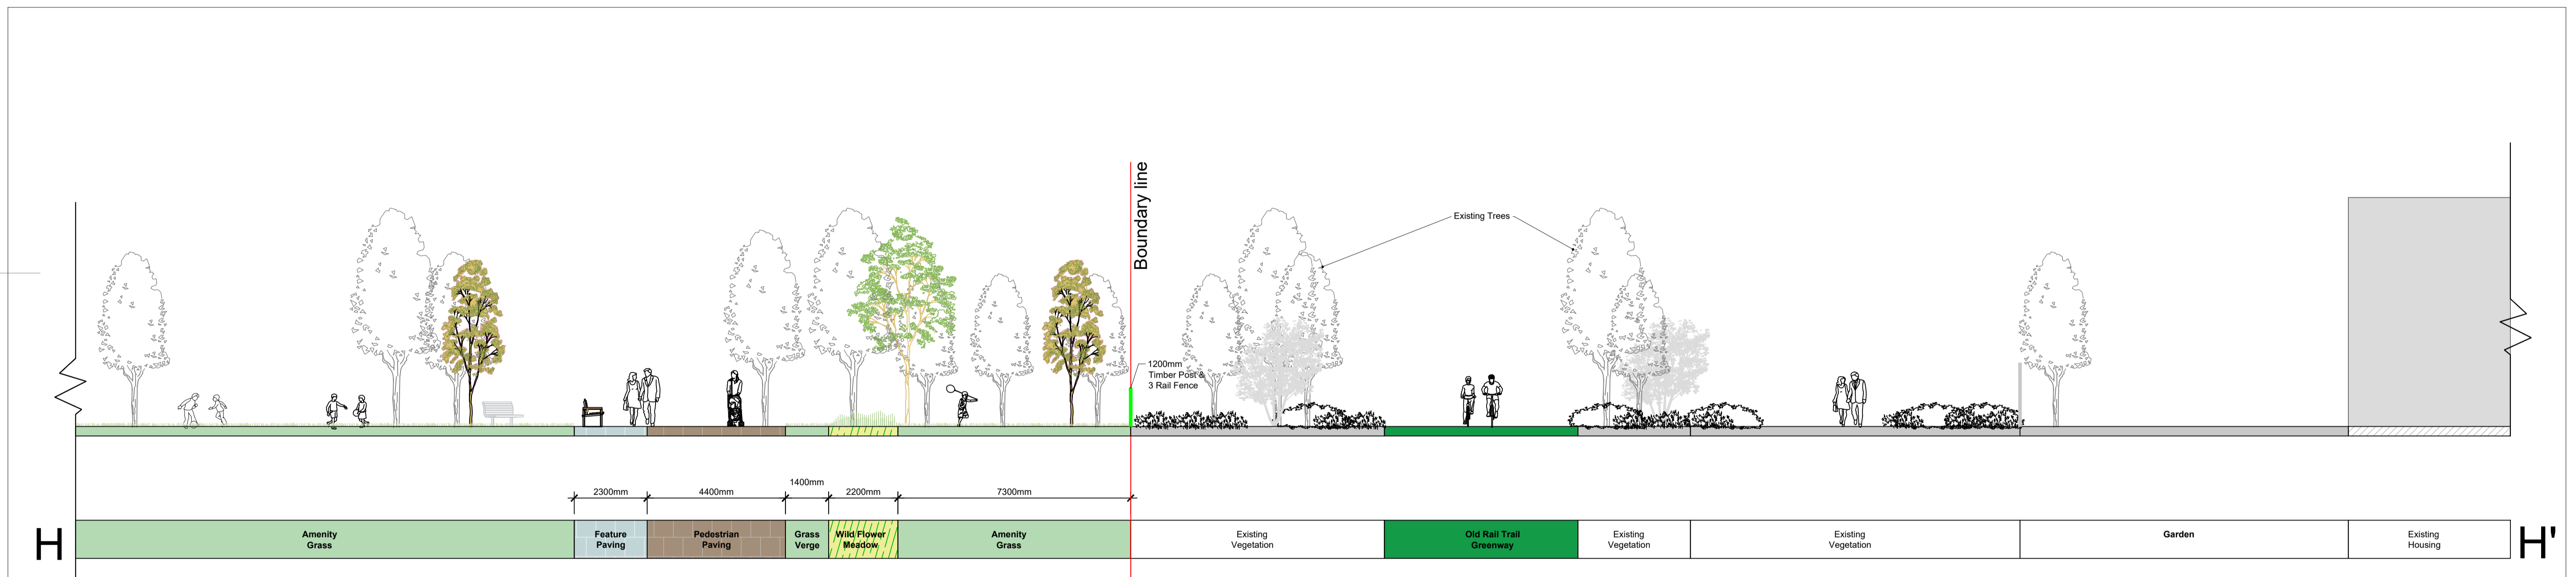 Boundary line
Existing Trees
1200mm
Timber Post &
3 Rail Fence
2300mm
4400mm
1400mm
2200mm
7300mm
H
Amenity
Grass
Feature
Paving
Pedestrian
Paving
Grass
Verge
Wild Flower
Meadow
Amenity
Grass
Existing
Vegetation
Old Rail Trail
Greenway
Existing
Vegetation
Existing
Vegetation
Garden
Existing
Housing
H'